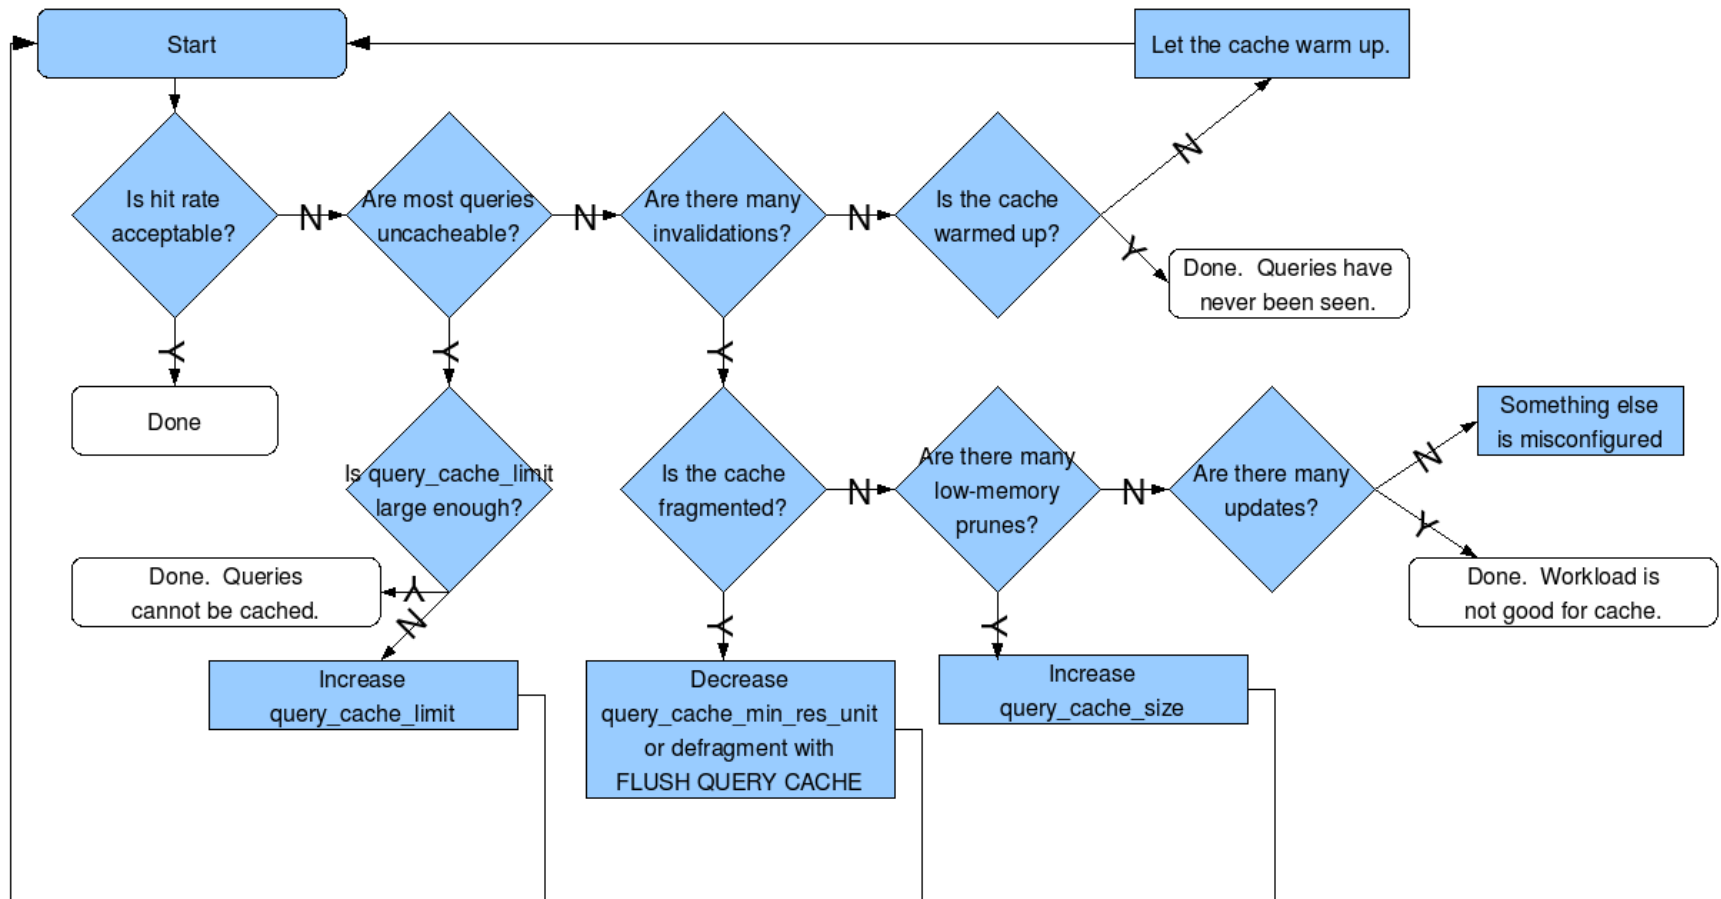 Start
Let the cache warm up.
N
Is hit rate
acceptable?
N
Are most queries
uncacheable?
N
Are there many
invalidations?
N
Is the cache
warmed up?
Y
Done.  Queries have
never been seen.
Y
Y
Y
Done
Is query_cache_limit
large enough?
Is the cache
fragmented?
N
Are there many
low-memory
prunes?
N
Are there many
updates?
N
Something else
is misconfigured
Y
Done.  Workload is
not good for cache.
Done.  Queries
cannot be cached.
Y
N
Y
Y
Increase
query_cache_limit
Decrease
query_cache_min_res_unit
or defragment with
FLUSH QUERY CACHE
Increase
query_cache_size